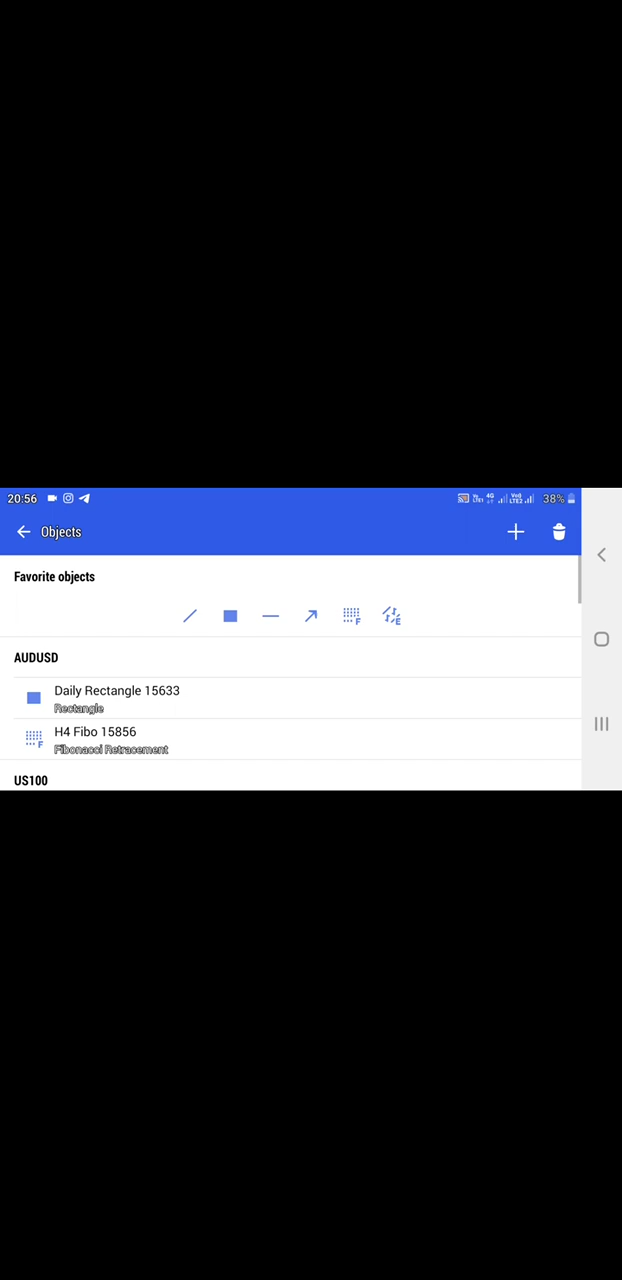 20:56 38%
Objects
Favorite objects
F E
AUDUSD
Daily Rectangle 15633
Rectangle
F
H4 Fibo 15856
Fibonacci Retracement
US100